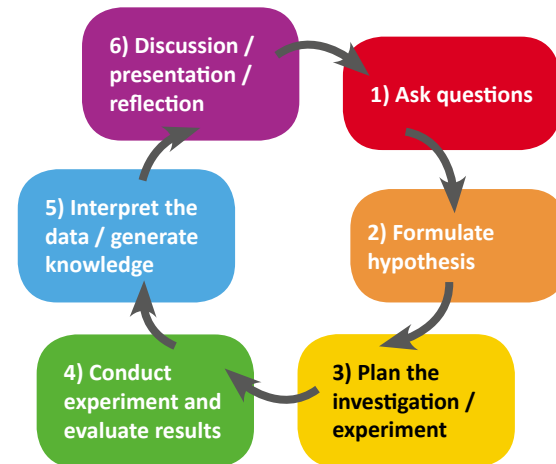 1) Ask questions
2) Formulate
hypothesis
3) Plan the
investigation /
experiment
4) Conduct
experiment and
evaluate results
5) Interpret the
data / generate
knowledge
6) Discussion /
presentation /
reflection